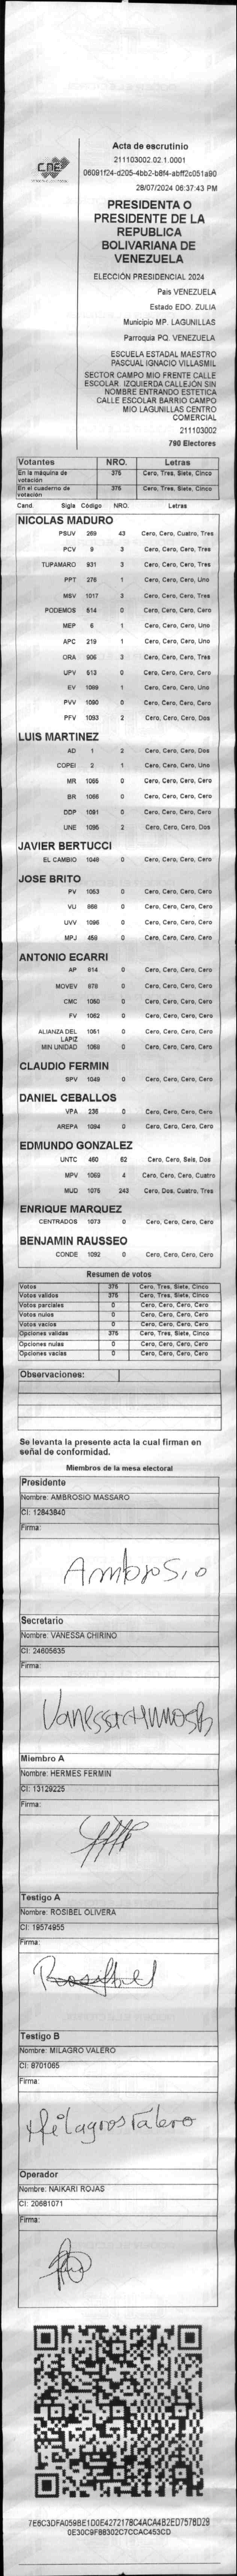 CNE
Acta de escrutinio
211103002.02.1.0001
06091f24-d205-4bb2-b8f4-abff2c051a90
28/07/2024 06:37:43 PM
PRESIDENTA O
PRESIDENTE DE LA
REPUBLICA
BOLIVARIANA DE
VENEZUELA
ELECCIÓN PRESIDENCIAL 2024
Pais VENEZUELA
Estado EDO. ZULIA
Municipio MP. LAGUNILLAS
Parroquia PQ. VENEZUELA
ESCUELA ESTADAL MAESTRO
PASCUAL IGNACIO VILLASMIL
SECTOR CAMPO MIO FRENTE CALLE
ESCOLAR IZQUIERDA CALLEJÓN SIN
NOMBRE ENTRANDO ESTETICA
CALLE ESCOLAR BARRIO CAMPO
MIO LAGUNILLAS CENTRO
COMERCIAL
211103002
790 Electores
Votantes NRO. Letras
En la máquina de votación 375 Cero, Tres, Siete, Cinco
En el cuaderno de votación 375 Cero, Tres, Siete, Cinco
Cand. Sigla Código NRO. Letras
NICOLAS MADURO
PSUV 269 43 Cero, Cero, Cuatro, Tres
PCV 9 3 Cero, Cero, Cero, Tres
TUPAMARO 931 3 Cero, Cero, Cero, Tres
PPT 276 1 Cero, Cero, Cero, Uno
MSV 1017 3 Cero, Cero, Cero, Tres
PODEMOS 514 0 Cero, Cero, Cero, Cero
MEP 6 1 Cero, Cero, Cero, Uno
APC 219 1 Cero, Cero, Cero, Uno
ORA 906 3 Cero, Cero, Cero, Tres
UPV 513 0 Cero, Cero, Cero, Cero
EV 1089 1 Cero, Cero, Cero, Uno
PVV 1090 0 Cero, Cero, Cero, Cero
PFV 1093 2 Cero, Cero, Cero, Dos
LUIS MARTINEZ
AD 1 2 Cero, Cero, Cero, Dos
COPEI 2 1 Cero, Cero, Cero, Uno
MR 1065 0 Cero, Cero, Cero, Cero
BR 1066 0 Cero, Cero, Cero, Cero
DDP 1091 0 Cero, Cero, Cero, Cero
UNE 1095 2 Cero, Cero, Cero, Dos
JAVIER BERTUCCI
EL CAMBIO 1048 0 Cero, Cero, Cero, Cero
JOSE BRITO
PV 1053 0 Cero, Cero, Cero, Cero
VU 868 0 Cero, Cero, Cero, Cero
UVV 1096 0 Cero, Cero, Cero, Cero
MPJ 459 0 Cero, Cero, Cero, Cero
ANTONIO ECARRI
AP 914 0 Cero, Cero, Cero, Cero
MOVEV 878 0 Cero, Cero, Cero, Cero
CMC 1050 0 Cero, Cero, Cero, Cero
FV 1062 0 Cero, Cero, Cero, Cero
ALIANZA DEL LAPIZ 1051 0 Cero, Cero, Cero, Cero
MIN UNIDAD 1068 0 Cero, Cero, Cero, Cero
CLAUDIO FERMIN
SPV 1049 0 Cero, Cero, Cero, Cero
DANIEL CEBALLOS
VPA 236 0 Cero, Cero, Cero, Cero
AREPA 1094 0 Cero, Cero, Cero, Cero
EDMUNDO GONZALEZ
UNTC 460 62 Cero, Cero, Seis, Dos
MPV 1069 4 Cero, Cero, Cero, Cuatro
MUD 1075 243 Cero, Dos, Cuatro, Tres
ENRIQUE MARQUEZ
CENTRADOS 1073 0 Cero, Cero, Cero, Cero
BENJAMIN RAUSSEO
CONDE 1092 0 Cero, Cero, Cero, Cero
Resumen de votos
Votos 375 Cero, Tres, Siete, Cinco
Votos validos 375 Cero, Tres, Siete, Cinco
Votos parciales 0 Cero, Cero, Cero, Cero
Votos nulos 0 Cero, Cero, Cero, Cero
Votos vacios 0 Cero, Cero, Cero, Cero
Opciones validas 375 Cero, Tres, Siete, Cinco
Opciones nulas 0 Cero, Cero, Cero, Cero
Opciones vacias 0 Cero, Cero, Cero, Cero
Observaciones:
Se levanta la presente acta la cual firman en
señal de conformidad.
Miembros de la mesa electoral
Presidente
Nombre: AMBROSIO MASSARO
CI: 12843840
Firma:
Ambrosio
Secretario
Nombre: VANESSA CHIRINO
CI: 24605635
Firma:
Miembro A
Nombre: HERMES FERMIN
CI: 13129225
Firma:
Testigo A
Nombre: ROSIBEL OLIVERA
CI: 19574955
Firma:
Rosibel
Testigo B
Nombre: MILAGRO VALERO
CI: 8701065
Firma:
Milagros Valero
Operador
Nombre: NAIKARI ROJAS
CI: 20681071
Firma:
7E6C3DFA059BE1D0E4272178C4ACA4B2ED7578D28
0E30C9F88302C7CCAC453CD